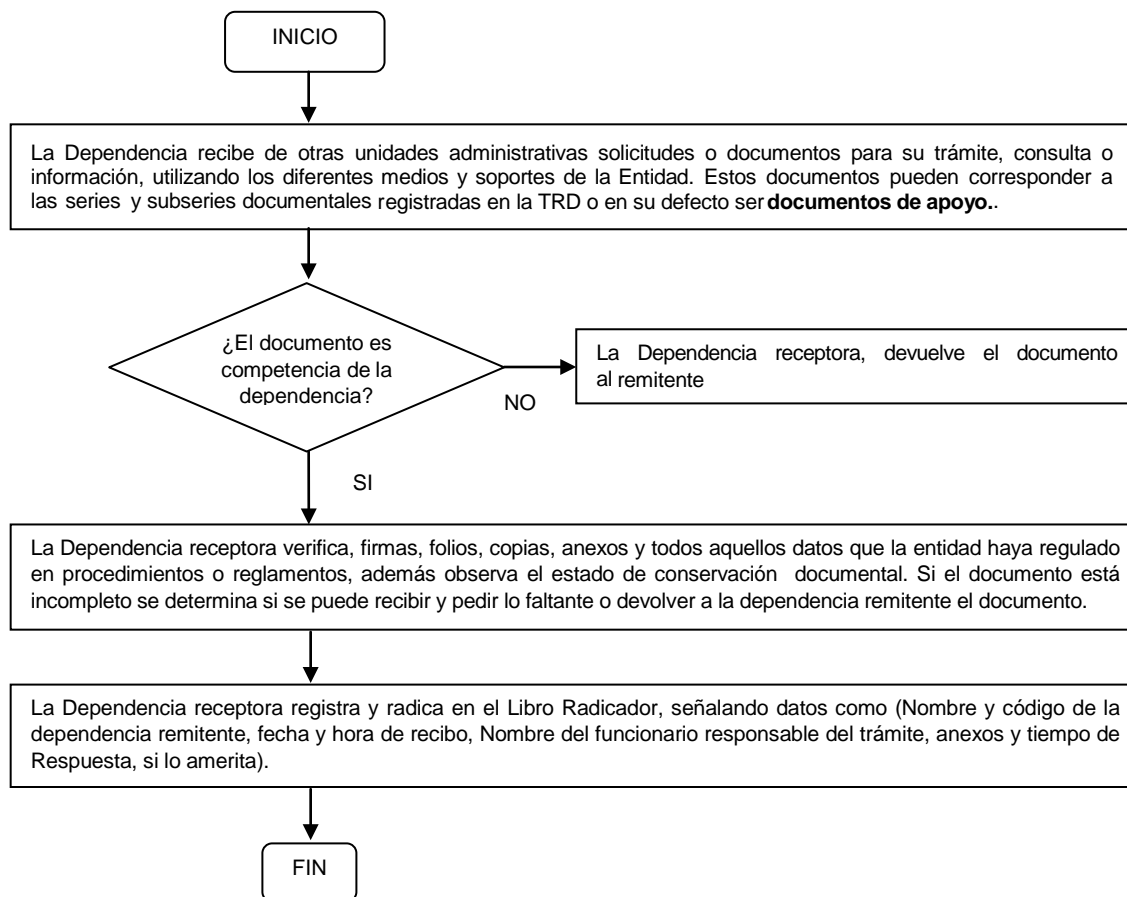 INICIO
La Dependencia recibe de otras unidades administrativas solicitudes o documentos para su trámite, consulta o
información, utilizando los diferentes medios y soportes de la Entidad. Estos documentos pueden corresponder a
las series y subseries documentales registradas en la TRD o en su defecto ser documentos de apoyo..
¿El documento es
competencia de la
dependencia?
La Dependencia receptora, devuelve el documento
al remitente
NO
SI
La Dependencia receptora verifica, firmas, folios, copias, anexos y todos aquellos datos que la entidad haya regulado
en procedimientos o reglamentos, además observa el estado de conservación documental. Si el documento está
incompleto se determina si se puede recibir y pedir lo faltante o devolver a la dependencia remitente el documento.
La Dependencia receptora registra y radica en el Libro Radicador, señalando datos como (Nombre y código de la
dependencia remitente, fecha y hora de recibo, Nombre del funcionario responsable del trámite, anexos y tiempo de
Respuesta, si lo amerita).
FIN